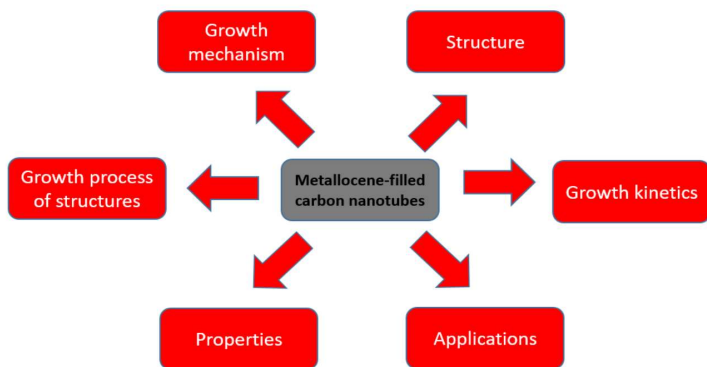 Growth
mechanism
Structure
Growth process
of structures
Metallocene-filled
carbon nanotubes
Growth kinetics
Properties
Applications